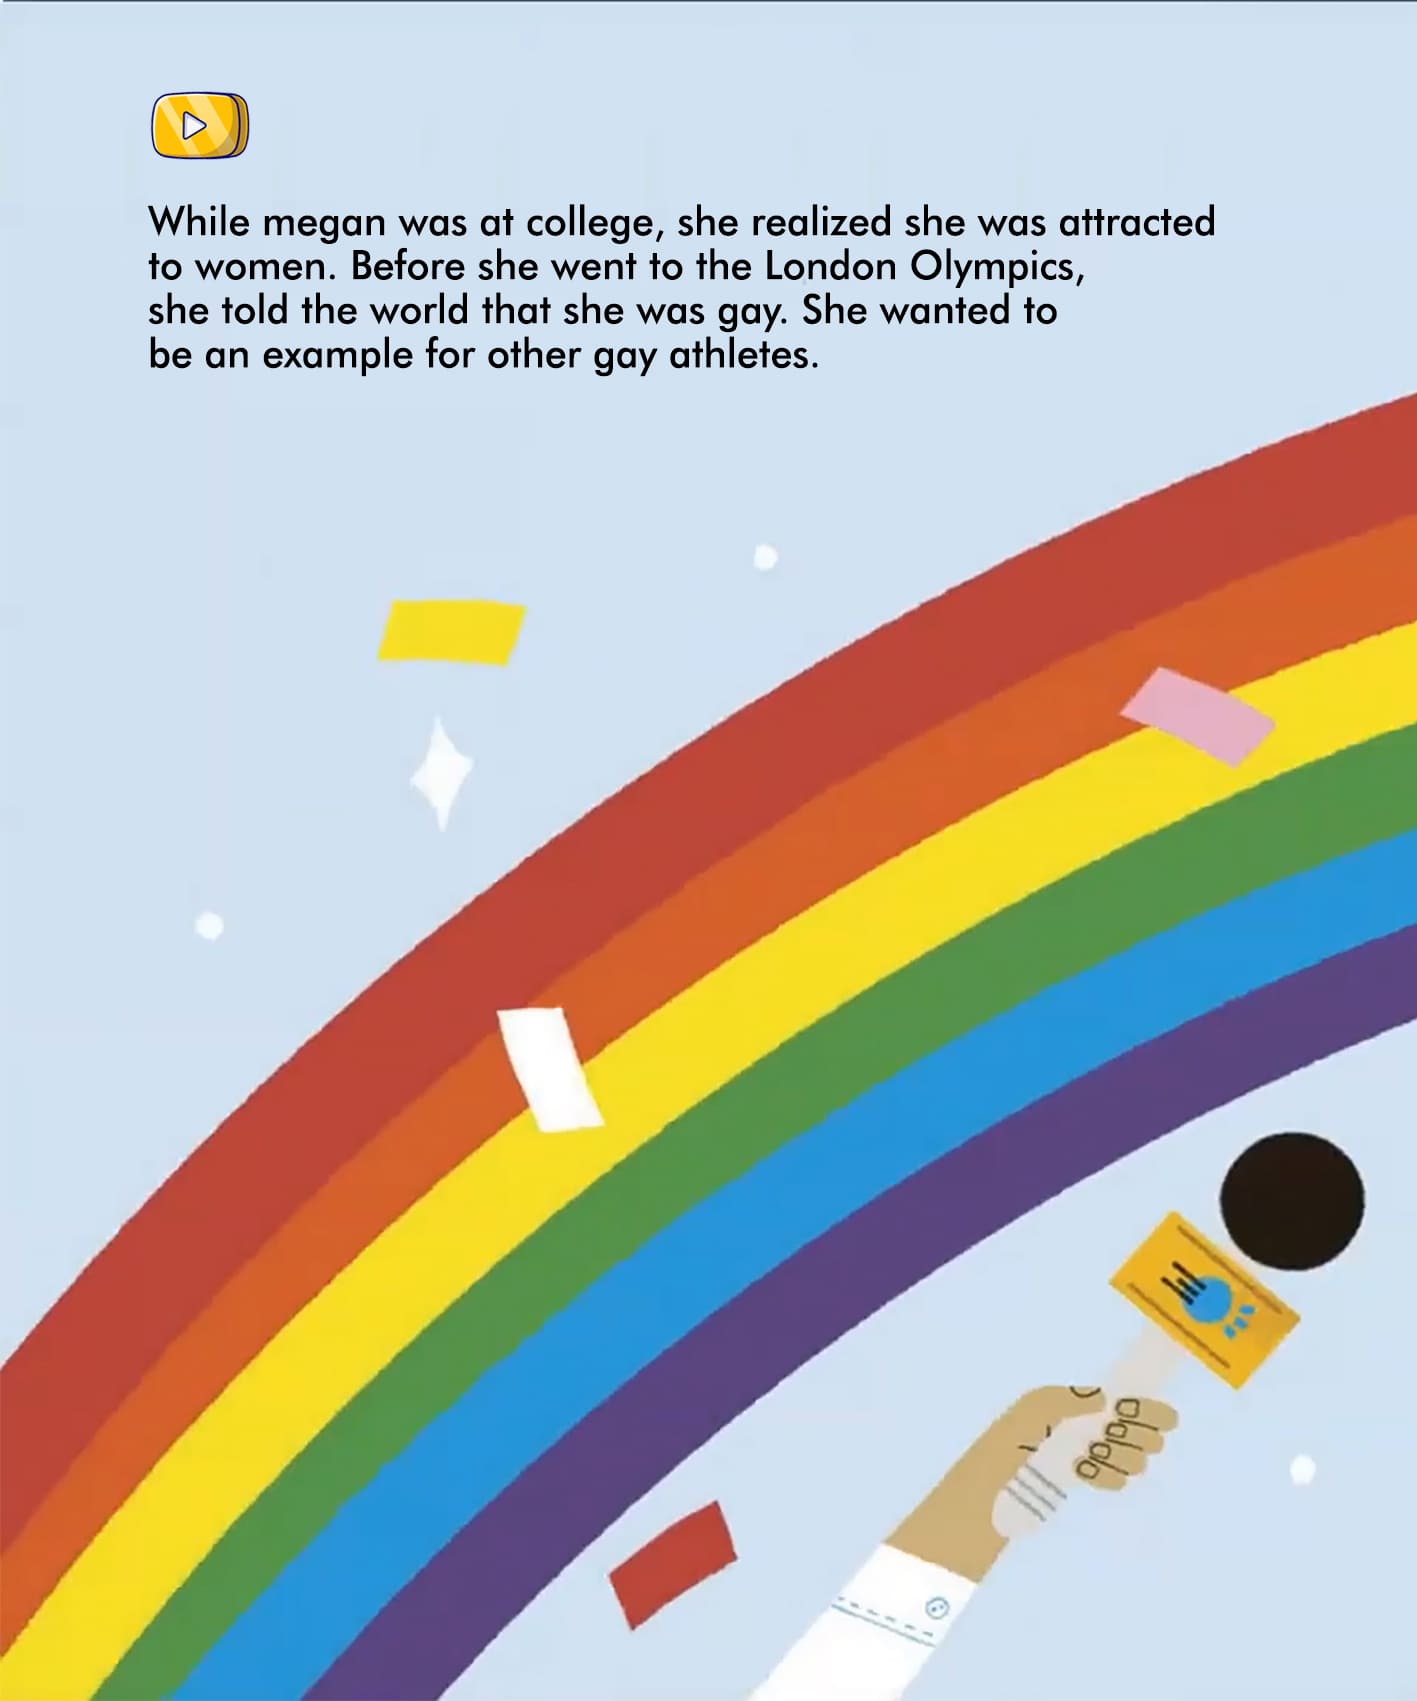 While megan was at college, she realized she was attracted
to women. Before she went to the London Olympics,
she told the world that she was gay. She wanted to
be an example for other gay athletes.